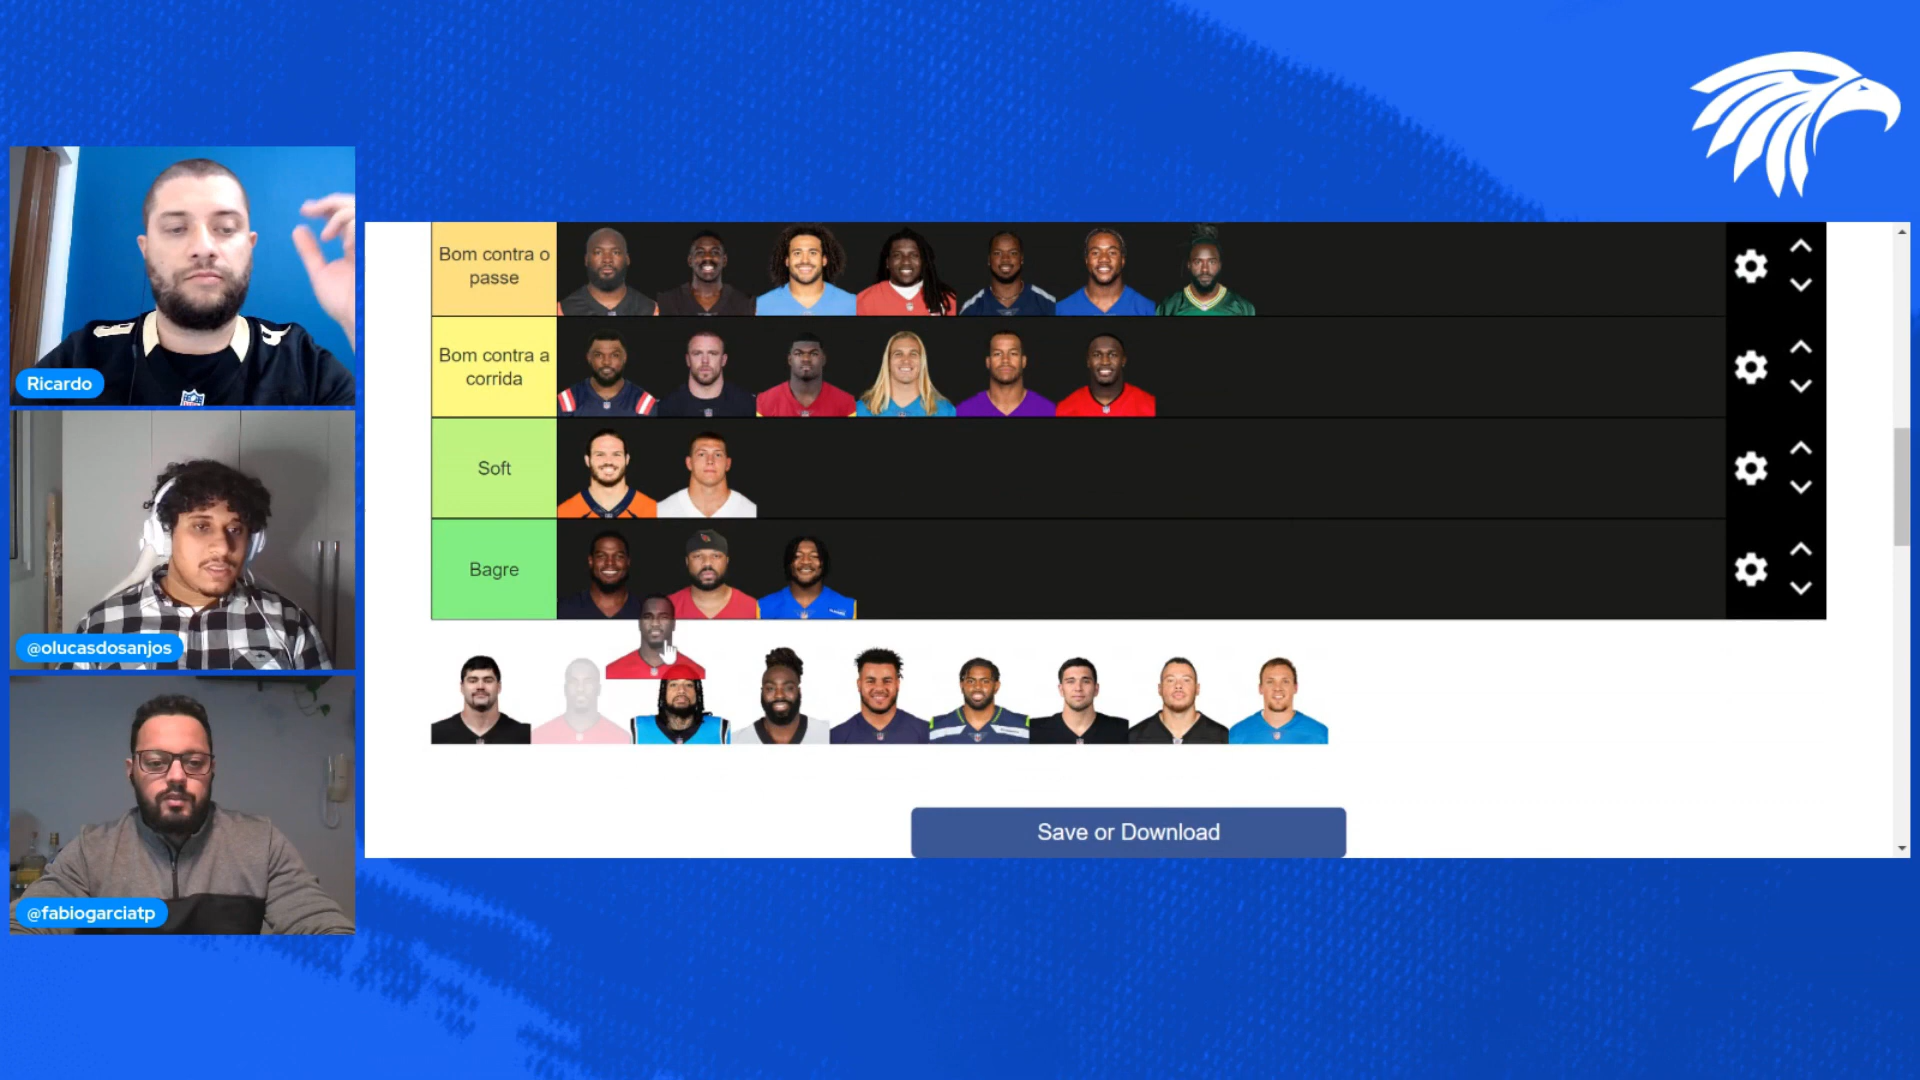 Ricardo
@olucasdosanjos
@fabiogarciatp
Bom contra o
passe
Bom contra a
corrida
Soft
Bagre
Save or Download